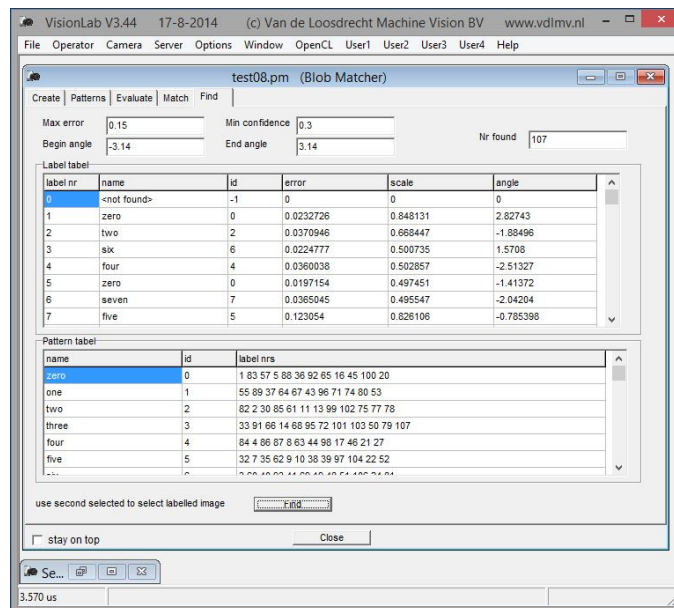 VisionLab V3.44 17-8-2014 (c) Van de Loosdrecht Machine Vision BV www.vdlmv.nl
File Operator Camera Server Options Window OpenCL User1 User2 User3 User4 Help
test08.pm (Blob Matcher)
Create Patterns Evaluate Match Find
Max error 0.15 Min confidence 0.3
Nr found 107
Begin angle -3.14 End angle 3.14
Label tabel
label nr name id error scale angle
0 <not found> -1 0 0 0
1 zero 0 0.0232726 0.848131 2.82743
2 two 2 0.0370946 0.668447 -1.88496
3 six 6 0.0224777 0.500735 1.5708
4 four 4 0.0360038 0.502857 -2.51327
5 zero 0 0.0197154 0.497451 -1.41372
6 seven 7 0.0365045 0.495547 -2.04204
7 five 5 0.123054 0.826106 -0.785398
Pattern tabel
name id label nrs
zero 0 1 83 57 5 88 36 92 65 16 45 100 20
one 1 55 89 37 64 67 43 96 71 74 80 53
two 2 82 2 30 85 61 11 13 99 102 75 77 78
three 3 33 91 66 14 68 95 72 101 103 50 79 107
four 4 84 4 86 87 8 63 44 98 17 46 21 27
five 5 32 7 35 62 9 10 38 39 97 104 22 52
use second selected to select labelled image Find
stay on top Close
Se...
3.570 us